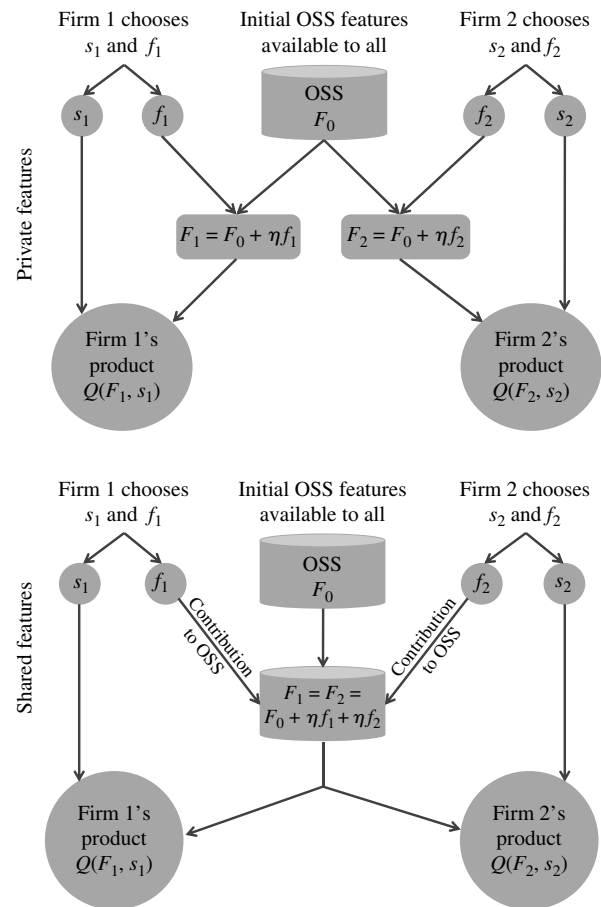 Firm 1 chooses
s₁ and f₁
Initial OSS features
available to all
Firm 2 chooses
s₂ and f₂
s₁
f₁
OSS
F₀
f₂
s₂
Private features
F₁ = F₀ + ηf₁
F₂ = F₀ + ηf₂
Firm 1's
product
Q(F₁, s₁)
Firm 2's
product
Q(F₂, s₂)
Firm 1 chooses
s₁ and f₁
Initial OSS features
available to all
Firm 2 chooses
s₂ and f₂
s₁
f₁
OSS
F₀
f₂
s₂
Shared features
Contribution
to OSS
Contribution
to OSS
F₁ = F₂ =
F₀ + ηf₁ + ηf₂
Firm 1's
product
Q(F₁, s₁)
Firm 2's
product
Q(F₂, s₂)